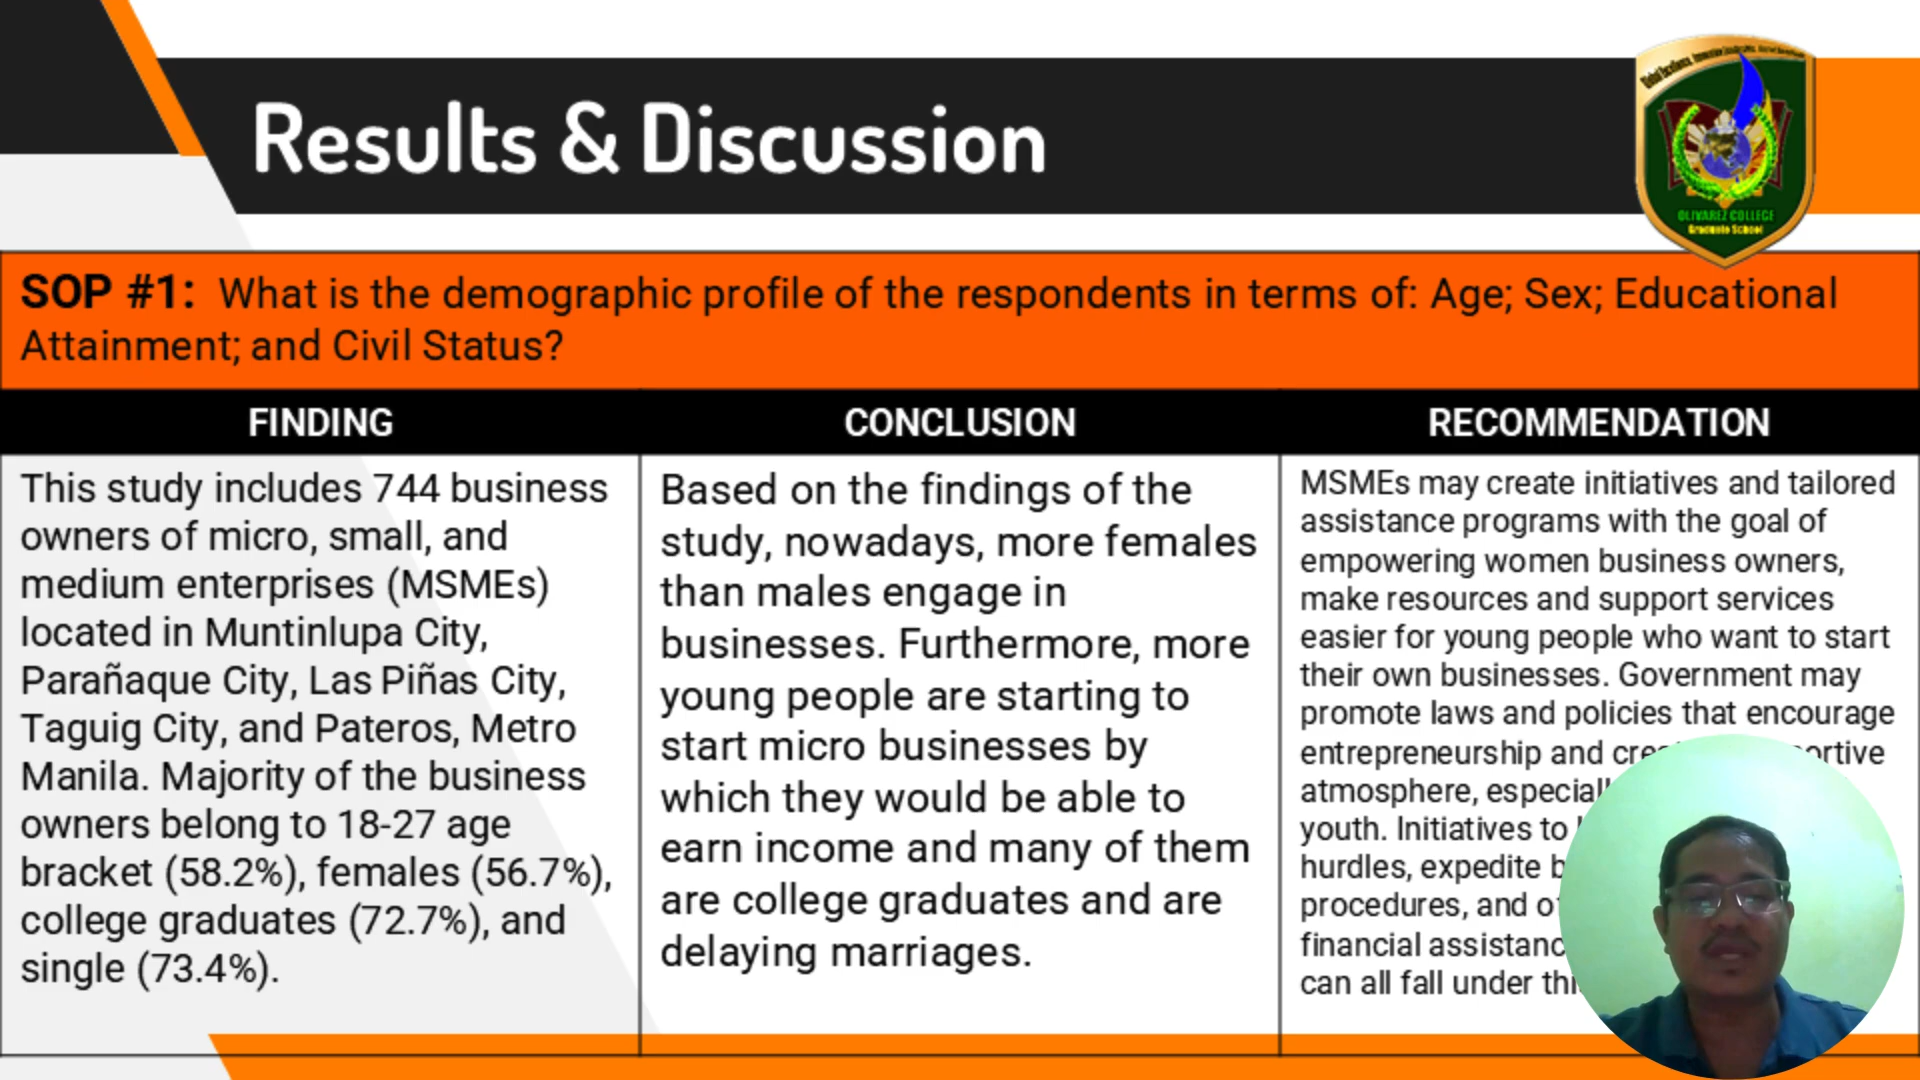 Results & Discussion
OLIVAREZ COLLEGE
Graduate School
SOP #1: What is the demographic profile of the respondents in terms of: Age; Sex; Educational
Attainment; and Civil Status?
FINDING
This study includes 744 business
owners of micro, small, and
medium enterprises (MSMEs)
located in Muntinlupa City,
Parañaque City, Las Piñas City,
Taguig City, and Pateros, Metro
Manila. Majority of the business
owners belong to 18-27 age
bracket (58.2%), females (56.7%),
college graduates (72.7%), and
single (73.4%).
CONCLUSION
Based on the findings of the
study, nowadays, more females
than males engage in
businesses. Furthermore, more
young people are starting to
start micro businesses by
which they would be able to
earn income and many of them
are college graduates and are
delaying marriages.
RECOMMENDATION
MSMEs may create initiatives and tailored
assistance programs with the goal of
empowering women business owners,
make resources and support services
easier for young people who want to start
their own businesses. Government may
promote laws and policies that encourage
entrepreneurship and
atmosphere,
youth. Initiatives to
hurdles, expedite
procedures, and
financial
can all fall under